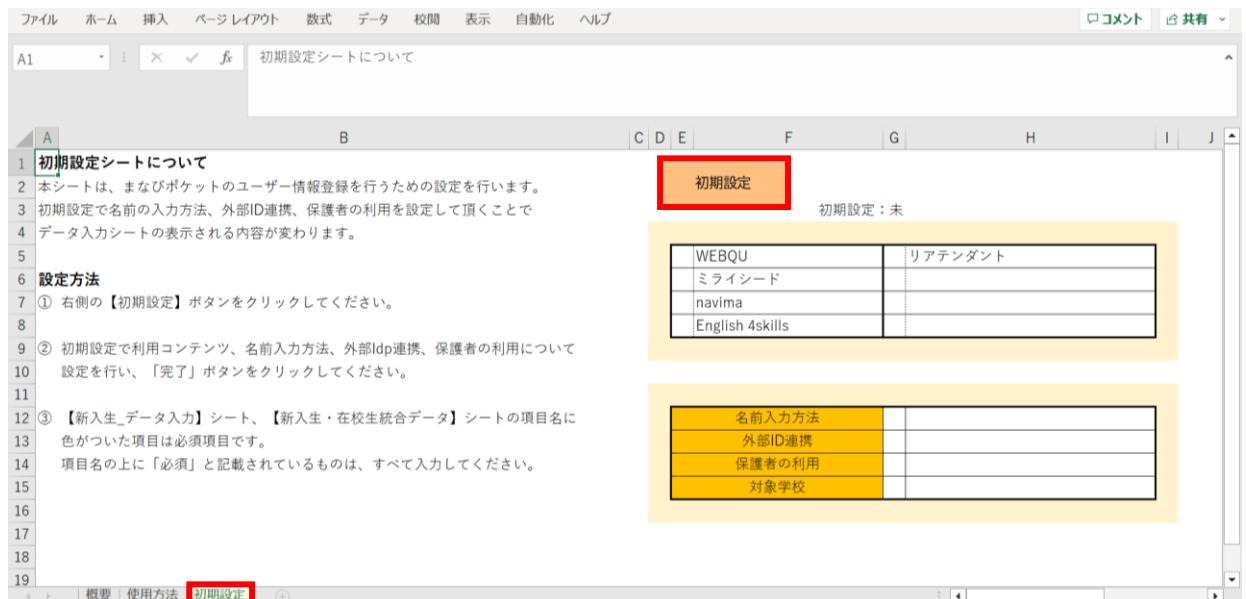 ファイル ホーム 挿入 ページ レイアウト 数式 データ 校閲 表示 自動化 ヘルプ コメント 共有
A1 fx 初期設定シートについて
A B C D E F G H I J
1 初期設定シートについて
初期設定
2 本シートは、まなびポケットのユーザー情報登録を行うための設定を行います。
3 初期設定で名前の入力方法、外部ID連携、保護者の利用を設定して頂くことで 初期設定：未
4 データ入力シートの表示される内容が変わります。
5 WEBQU リアテンダント
6 設定方法 ミライシード
7 ① 右側の【初期設定】ボタンをクリックしてください。 navima
8 English 4skills
9 ② 初期設定で利用コンテンツ、名前入力方法、外部Idp連携、保護者の利用について
10 設定を行い、「完了」ボタンをクリックしてください。
11
12 ③ 【新入生_データ入力】シート、【新入生・在校生統合データ】シートの項目名に 名前入力方法
13 色がついた項目は必須項目です。 外部ID連携
14 項目名の上に「必須」と記載されているものは、すべて入力してください。 保護者の利用
15 対象学校
16
17
18
19
概要 使用方法 初期設定